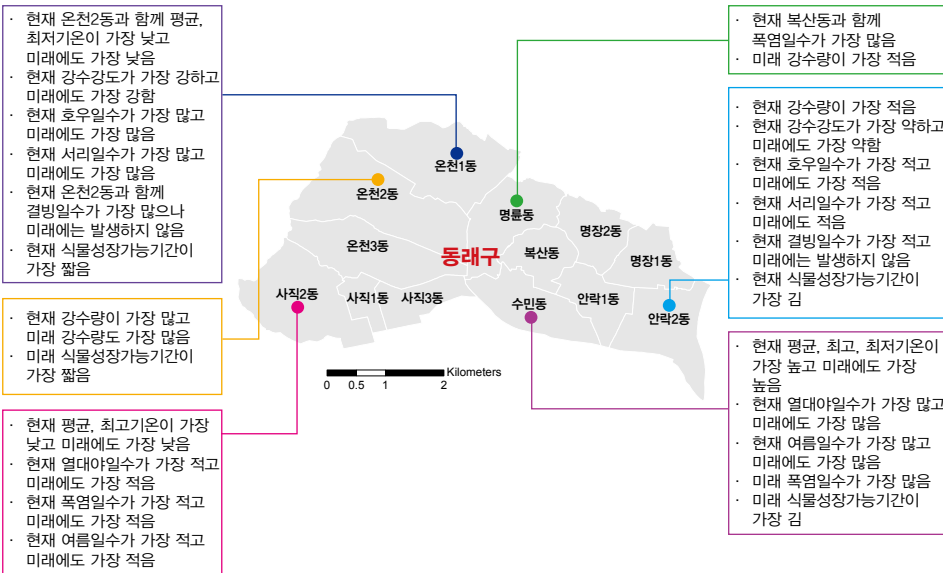 · 현재 온천2동과 함께 평균,
최저기온이 가장 낮고
미래에도 가장 낮음
· 현재 강수강도가 가장 강하고
미래에도 가장 강함
· 현재 호우일수가 가장 많고
미래에도 가장 많음
· 현재 서리일수가 가장 많고
미래에도 가장 많음
· 현재 온천2동과 함께
결빙일수가 가장 많으나
미래에는 발생하지 않음
· 현재 식물성장가능기간이
가장 짧음
· 현재 강수량이 가장 많고
미래 강수량도 가장 많음
· 미래 식물성장가능기간이
가장 짧음
· 현재 평균, 최고기온이 가장
낮고 미래에도 가장 낮음
· 현재 열대야일수가 가장 적고
미래에도 가장 적음
· 현재 폭염일수가 가장 적고
미래에도 가장 적음
· 현재 여름일수가 가장 적고
미래에도 가장 적음
온천1동
온천2동
명륜동
명장2동
온천3동
동래구
복산동
명장1동
사직2동
사직1동
사직3동
수민동
안락1동
안락2동
Kilometers
0 0.5 1 2
· 현재 복산동과 함께
폭염일수가 가장 많음
· 미래 강수량이 가장 적음
· 현재 강수량이 가장 적음
· 현재 강수강도가 가장 약하고
미래에도 가장 약함
· 현재 호우일수가 가장 적고
미래에도 가장 적음
· 현재 서리일수가 가장 적고
미래에도 적음
· 현재 결빙일수가 가장 적고
미래에는 발생하지 않음
· 현재 식물성장가능기간이
가장 김
· 현재 평균, 최고, 최저기온이
가장 높고 미래에도 가장
높음
· 현재 열대야일수가 가장 많고
미래에도 가장 많음
· 현재 여름일수가 가장 많고
미래에도 가장 많음
· 미래 폭염일수가 가장 많음
· 미래 식물성장가능기간이
가장 김